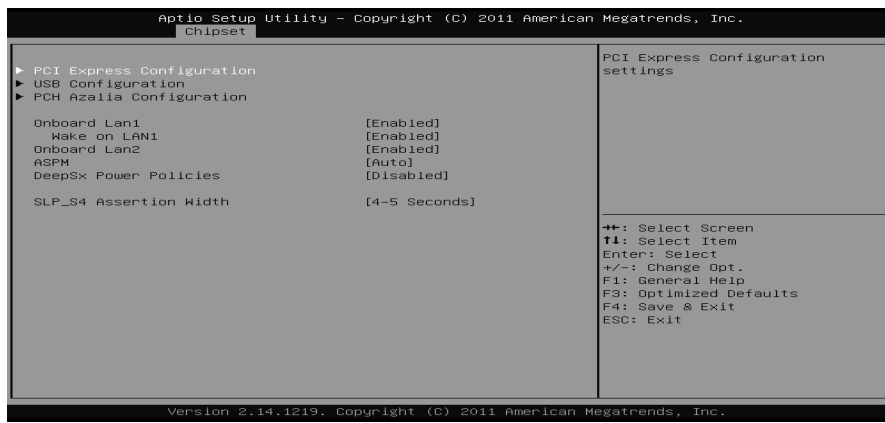 Aptio Setup Utility – Copyright (C) 2011 American Megatrends, Inc.
Chipset
► PCI Express Configuration
► USB Configuration
► PCH Azalia Configuration
Onboard Lan1 [Enabled]
Wake on LAN1 [Enabled]
Onboard Lan2 [Enabled]
ASPM [Auto]
DeepSx Power Policies [Disabled]
SLP_S4 Assertion Width [4-5 Seconds]
PCI Express Configuration
settings
→←: Select Screen
↑↓: Select Item
Enter: Select
+/-: Change Opt.
F1: General Help
F3: Optimized Defaults
F4: Save & Exit
ESC: Exit
Version 2.14.1219. Copyright (C) 2011 American Megatrends, Inc.